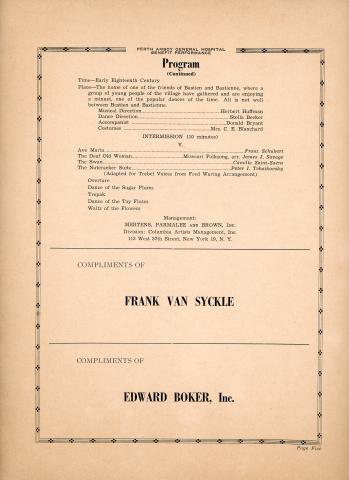 PERTH AMBOY GENERAL HOSPITAL
BENEFIT PERFORMANCE
Program
(Continued)
Time—Early Eighteenth Century
Place—The home of one of the friends of Bastien and Bastienne, where a
group of young people of the village have gathered and are enjoying
a minuet, one of the popular dances of the time. All is not well
between Bastien and Bastienne.
Musical Direction Herbert Huffman
Dance Direction Stella Becker
Accompanist Donald Bryant
Costumes Mrs. C. E. Blanchard
INTERMISSION (10 minutes)
V.
Ave Maria Franz Schubert
The Deaf Old Woman Missouri Folksong, arr. James J. Savage
The Swan Camille Saint-Saens
The Nutcracker Suite Peter I. Tchaikovsky
(Adapted for Trebel Voices from Fred Waring Arrangement)
Overture
Dance of the Sugar Plums
Trepak
Dance of the Toy Flutes
Waltz of the Flowers
Management:
MERTENS, PARMALEE AND BROWN, Inc.
Division: Columbia Artists Management, Inc.
113 West 57th Street, New York 19, N. Y.
COMPLIMENTS OF
FRANK VAN SYCKLE
COMPLIMENTS OF
EDWARD BOKER, Inc.
Page Five